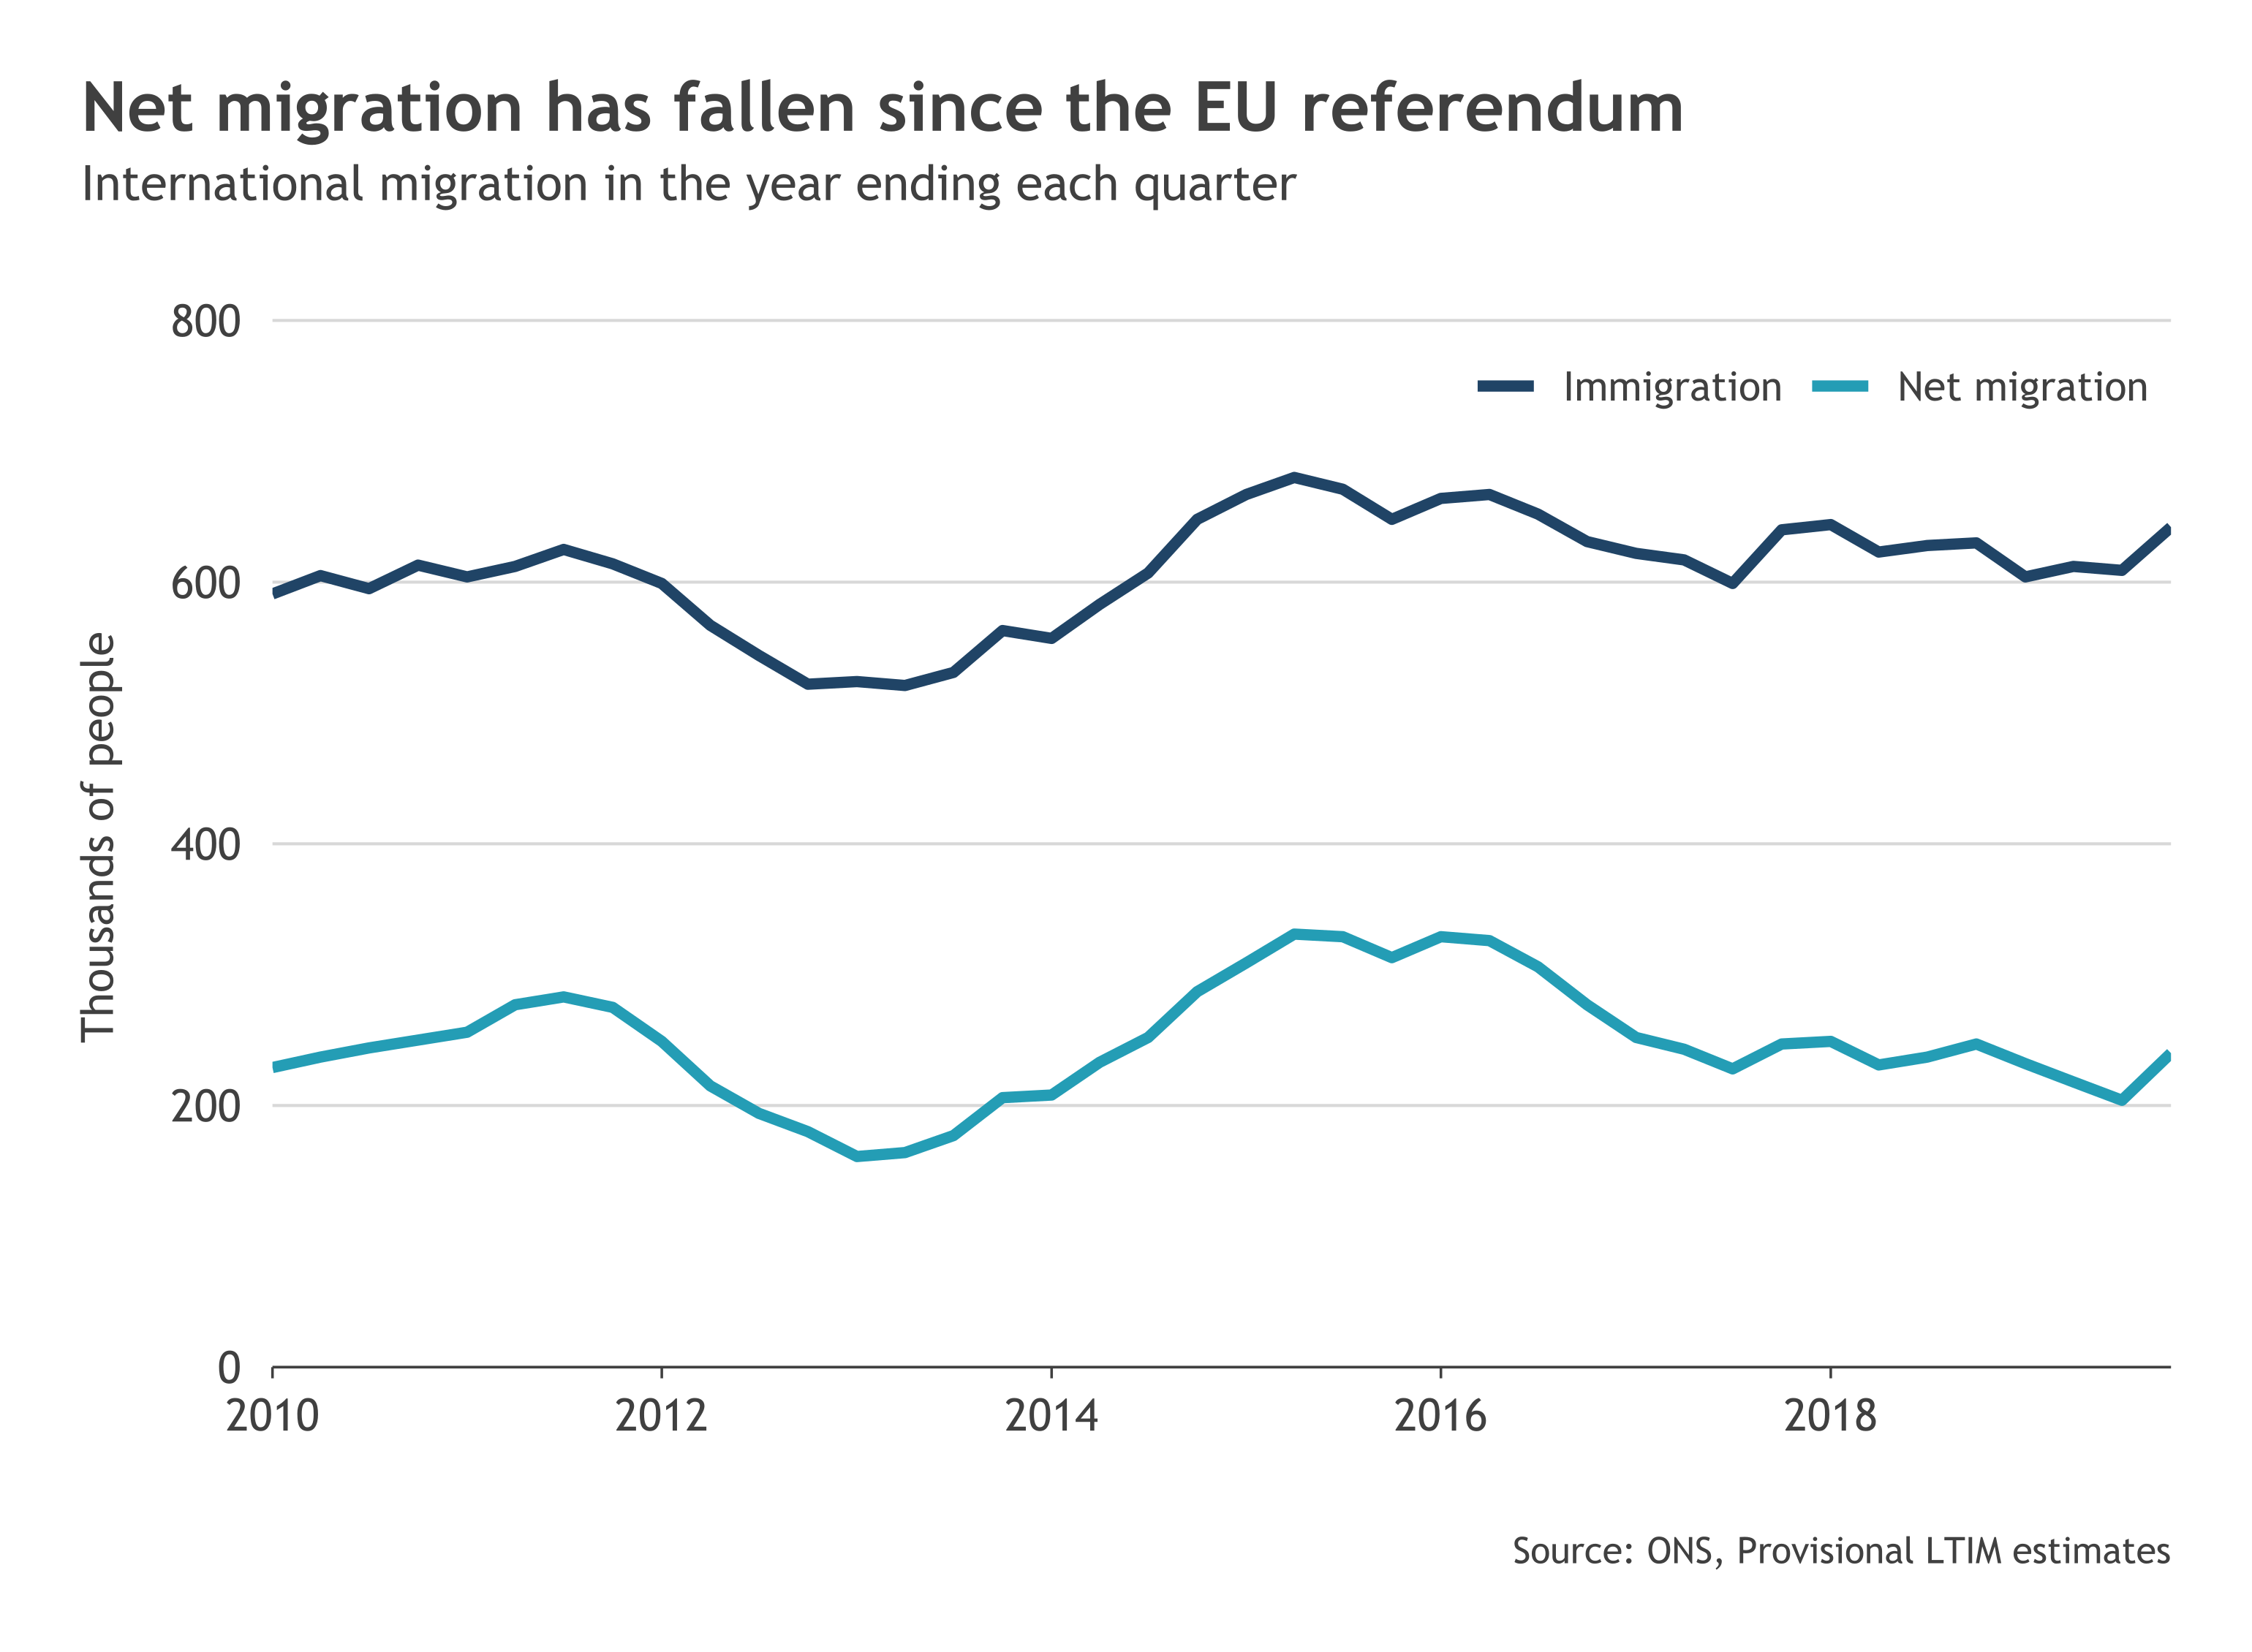 Net migration has fallen since the EU referendum
International migration in the year ending each quarter
800
Immigration Net migration
600
Thousands of people
400
200
0
2010 2012 2014 2016 2018
Source: ONS, Provisional LTIM estimates